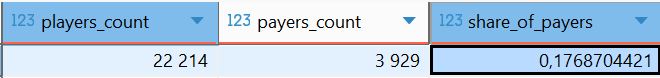 123 players_count 123 payers_count 123 share_of_payers
22 214 3 929 0,1768704421